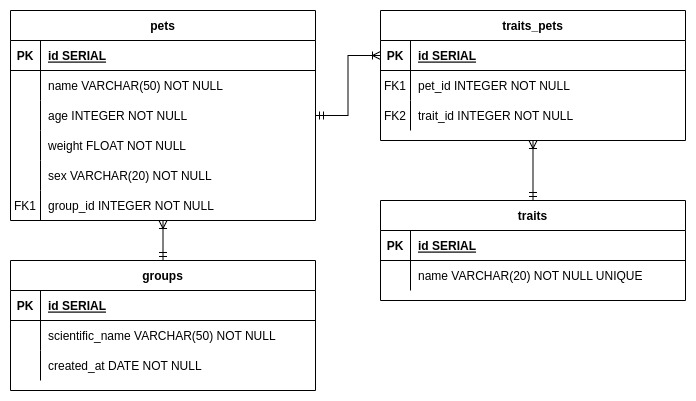 pets
PK id SERIAL
name VARCHAR(50) NOT NULL
age INTEGER NOT NULL
weight FLOAT NOT NULL
sex VARCHAR(20) NOT NULL
FK1 group_id INTEGER NOT NULL
traits_pets
PK id SERIAL
FK1 pet_id INTEGER NOT NULL
FK2 trait_id INTEGER NOT NULL
groups
PK id SERIAL
scientific_name VARCHAR(50) NOT NULL
created_at DATE NOT NULL
traits
PK id SERIAL
name VARCHAR(20) NOT NULL UNIQUE